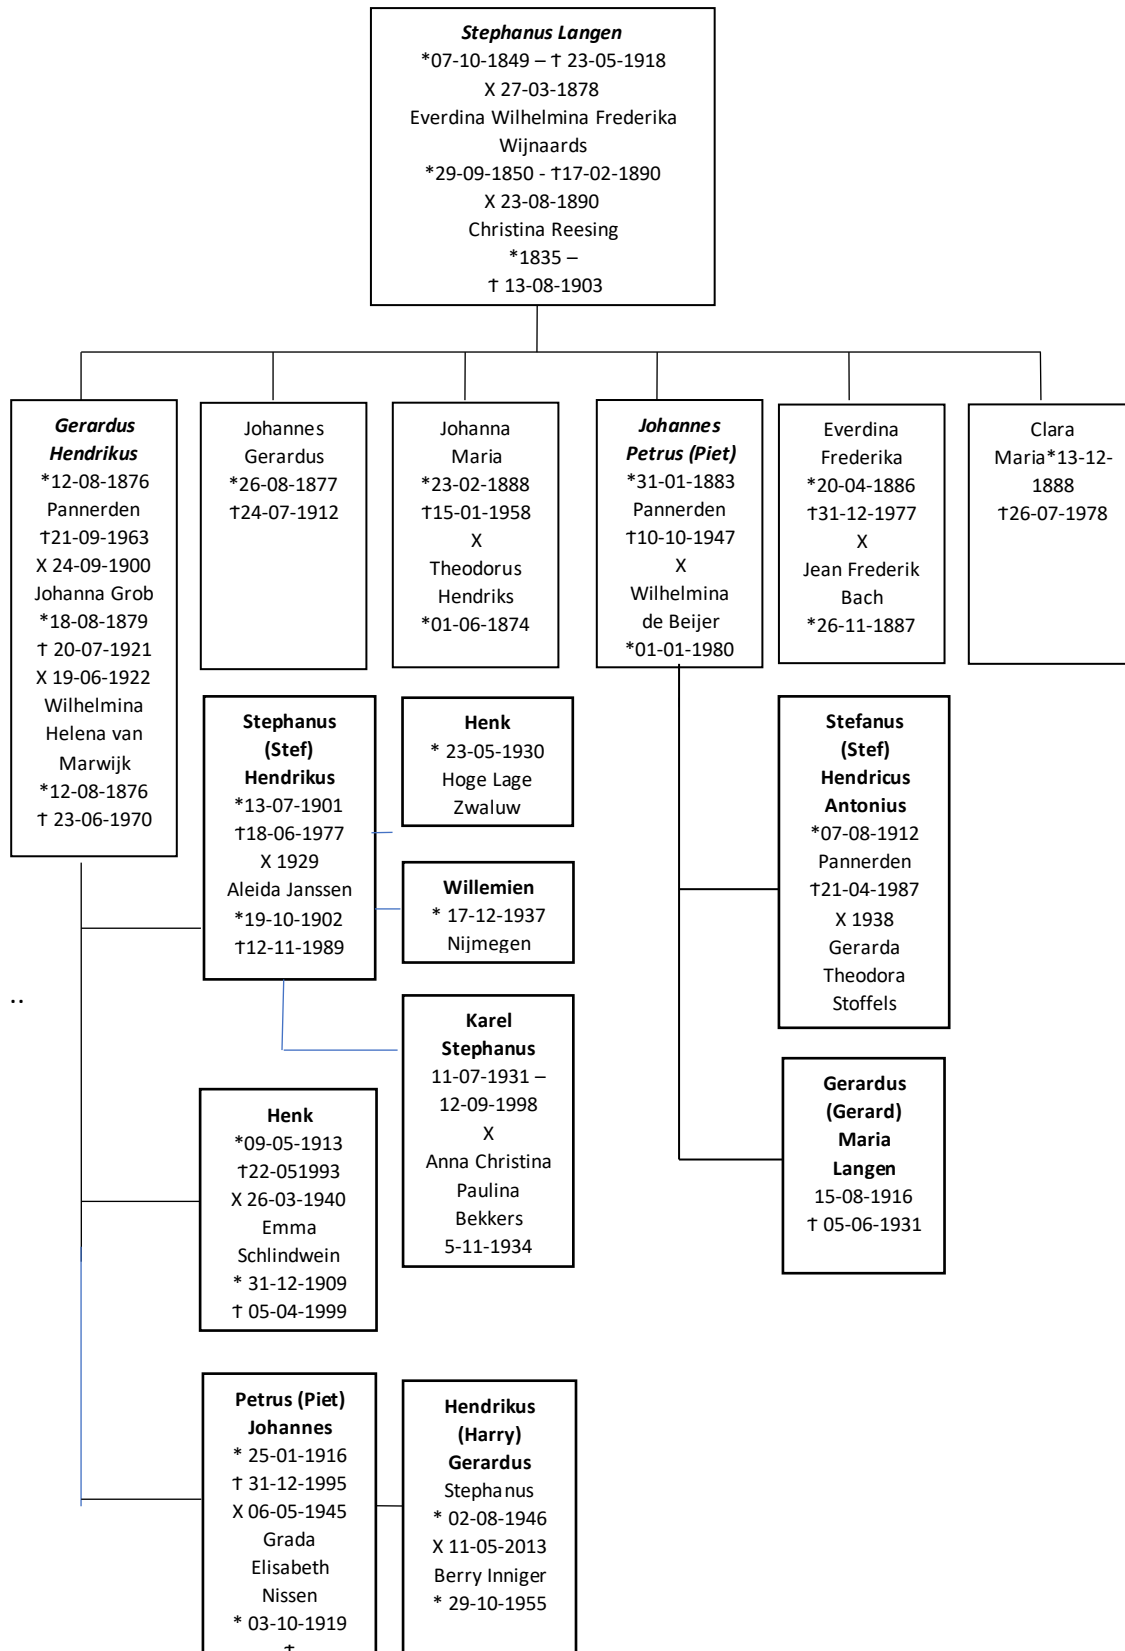 Stephanus Langen
*07-10-1849 – † 23-05-1918
X 27-03-1878
Everdina Wilhelmina Frederika
Wijnaards
*29-09-1850 - †17-02-1890
X 23-08-1890
Christina Reesing
*1835 –
† 13-08-1903
Gerardus
Hendrikus
*12-08-1876
Pannerden
†21-09-1963
X 24-09-1900
Johanna Grob
*18-08-1879
† 20-07-1921
X 19-06-1922
Wilhelmina
Helena van
Marwijk
*12-08-1876
† 23-06-1970
Johannes
Gerardus
*26-08-1877
†24-07-1912
Johanna
Maria
*23-02-1888
†15-01-1958
X
Theodorus
Hendriks
*01-06-1874
Johannes
Petrus (Piet)
*31-01-1883
Pannerden
†10-10-1947
X
Wilhelmina
de Beijer
*01-01-1980
Everdina
Frederika
*20-04-1886
†31-12-1977
X
Jean Frederik
Bach
*26-11-1887
Clara
Maria*13-12-
1888
†26-07-1978
Stephanus
(Stef)
Hendrikus
*13-07-1901
†18-06-1977
X 1929
Aleida Janssen
*19-10-1902
†12-11-1989
Henk
* 23-05-1930
Hoge Lage
Zwaluw
Willemien
* 17-12-1937
Nijmegen
Karel
Stephanus
11-07-1931 –
12-09-1998
X
Anna Christina
Paulina
Bekkers
5-11-1934
Stefanus
(Stef)
Hendricus
Antonius
*07-08-1912
Pannerden
†21-04-1987
X 1938
Gerarda
Theodora
Stoffels
Gerardus
(Gerard)
Maria
Langen
15-08-1916
† 05-06-1931
..
Henk
*09-05-1913
†22-051993
X 26-03-1940
Emma
Schlindwein
* 31-12-1909
† 05-04-1999
Petrus (Piet)
Johannes
* 25-01-1916
† 31-12-1995
X 06-05-1945
Grada
Elisabeth
Nissen
* 03-10-1919
†
Hendrikus
(Harry)
Gerardus
Stephanus
* 02-08-1946
X 11-05-2013
Berry Inniger
* 29-10-1955